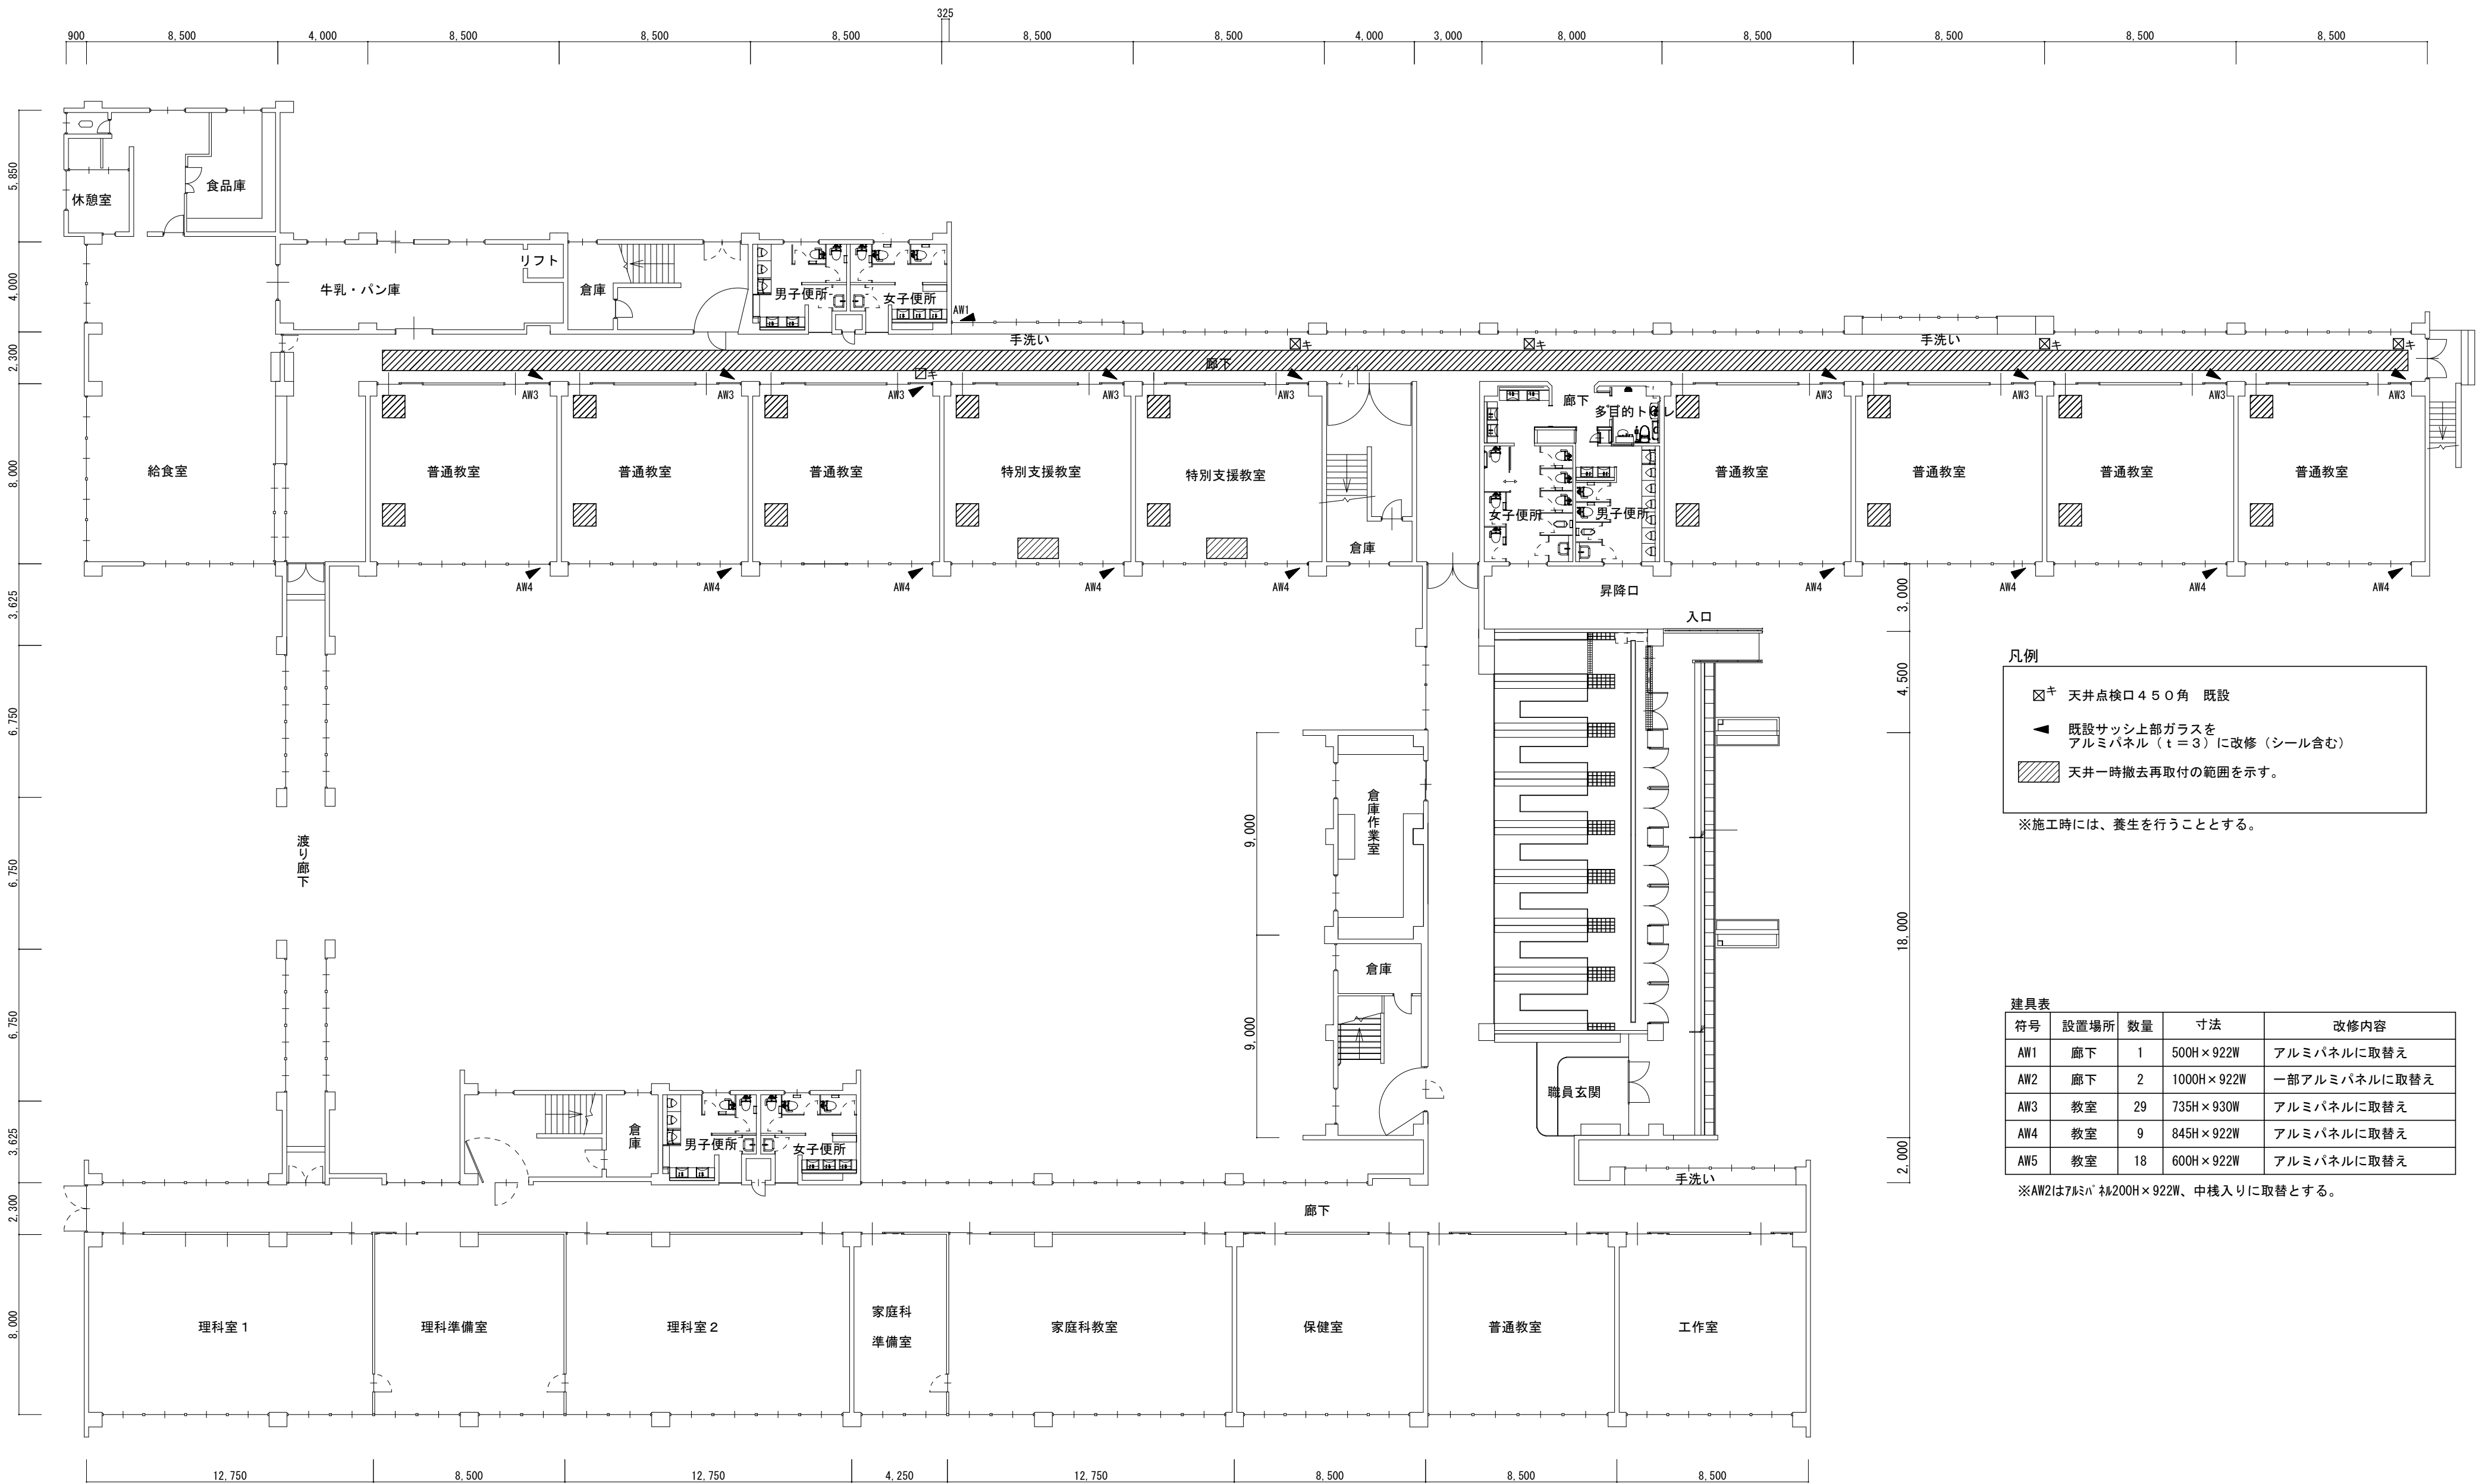 325
900
8,500
4,000
8,500
8,500
8,500
8,500
8,500
4,000
3,000
8,000
8,500
8,500
8,500
8,500
5,850
4,000
2,300
8,000
3,625
6,750
6,750
6,750
3,625
2,300
8,000
休憩室
食品庫
牛乳・パン庫
リフト
倉庫
男子便所
女子便所
AW1
手洗い
手洗い
キ
キ
キ
キ
キ
廊下
AW3
AW3
AW3
AW3
AW3
AW3
AW3
AW3
AW3
廊下
多目的トイレ
給食室
普通教室
普通教室
普通教室
特別支援教室
特別支援教室
普通教室
普通教室
普通教室
普通教室
女子便所
男子便所
倉庫
AW4
AW4
AW4
AW4
AW4
AW4
AW4
AW4
AW4
昇降口
入口
3,000
4,500
18,000
2,000
凡例
キ 天井点検口450角 既設
既設サッシ上部ガラスを
アルミパネル(t=3)に改修(シール含む)
天井一時撤去再取付の範囲を示す。
※施工時には、養生を行うこととする。
渡り廊下
9,000
9,000
倉庫作業室
倉庫
職員玄関
建具表
符号 設置場所 数量 寸法 改修内容
AW1 廊下 1 500H×922W アルミパネルに取替え
AW2 廊下 2 1000H×922W 一部アルミパネルに取替え
AW3 教室 29 735H×930W アルミパネルに取替え
AW4 教室 9 845H×922W アルミパネルに取替え
AW5 教室 18 600H×922W アルミパネルに取替え
※AW2はｱﾙﾐﾊﾟﾈﾙ200H×922W、中桟入りに取替とする。
倉庫
男子便所
女子便所
手洗い
廊下
理科室1
理科準備室
理科室2
家庭科
準備室
家庭科教室
保健室
普通教室
工作室
12,750
8,500
12,750
4,250
12,750
8,500
8,500
8,500